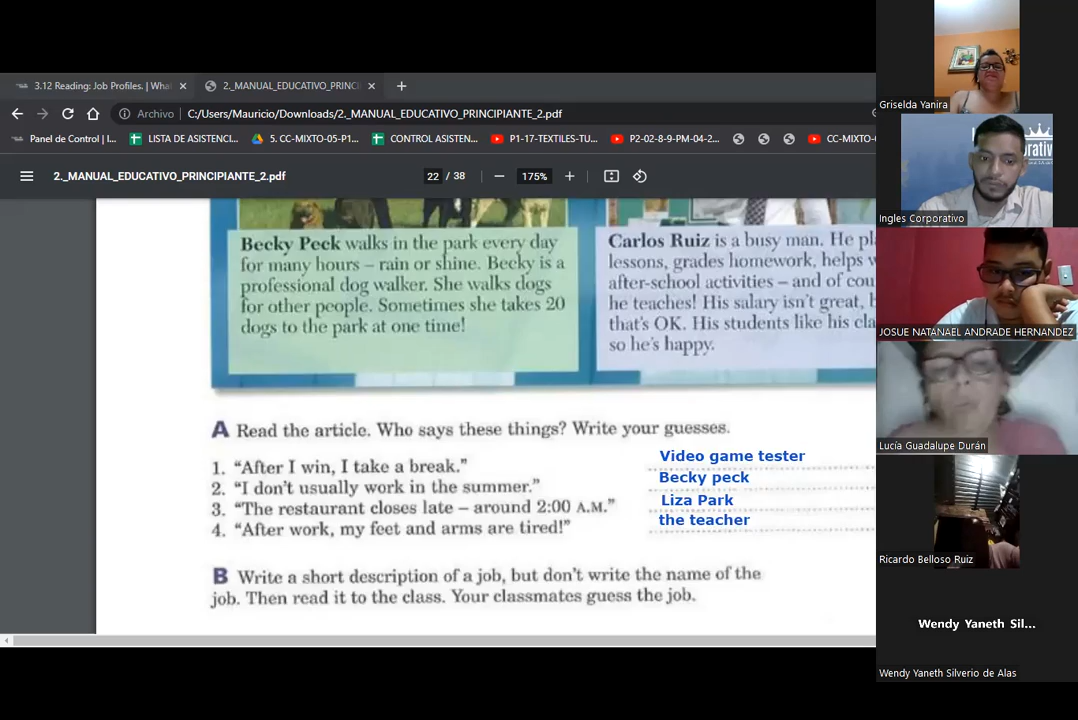 3.12 Reading: Job Profiles. | Wha
2._MANUAL_EDUCATIVO_PRINCI
Archivo
C:/Users/Mauricio/Downloads/2._MANUAL_EDUCATIVO_PRINCIPIANTE_2.pdf
Panel de Control | I...
LISTA DE ASISTENCI...
5. CC-MIXTO-05-P1...
CONTROL ASISTEN...
P1-17-TEXTILES-TU...
P2-02-8-9-PM-04-2...
CC-MIXTO-0
2._MANUAL_EDUCATIVO_PRINCIPIANTE_2.pdf
22 / 38
175%
Becky Peck walks in the park every day
for many hours – rain or shine. Becky is a
professional dog walker. She walks dogs
for other people. Sometimes she takes 20
dogs to the park at one time!
Carlos Ruiz is a busy man. He pl
lessons, grades homework, helps
after-school activities – and of cou
he teaches! His salary isn't great,
that's OK. His students like his cla
so he's happy.
A Read the article. Who says these things? Write your guesses.
1. "After I win, I take a break." Video game tester
2. "I don't usually work in the summer." Becky peck
3. "The restaurant closes late – around 2:00 A.M." Liza Park
4. "After work, my feet and arms are tired!" the teacher
B Write a short description of a job, but don't write the name of the
job. Then read it to the class. Your classmates guess the job.
Griselda Yanira
Ingles Corporativo
JOSUE NATANAEL ANDRADE HERNANDEZ
Lucía Guadalupe Durán
Ricardo Belloso Ruiz
Wendy Yaneth Sil...
Wendy Yaneth Silverio de Alas